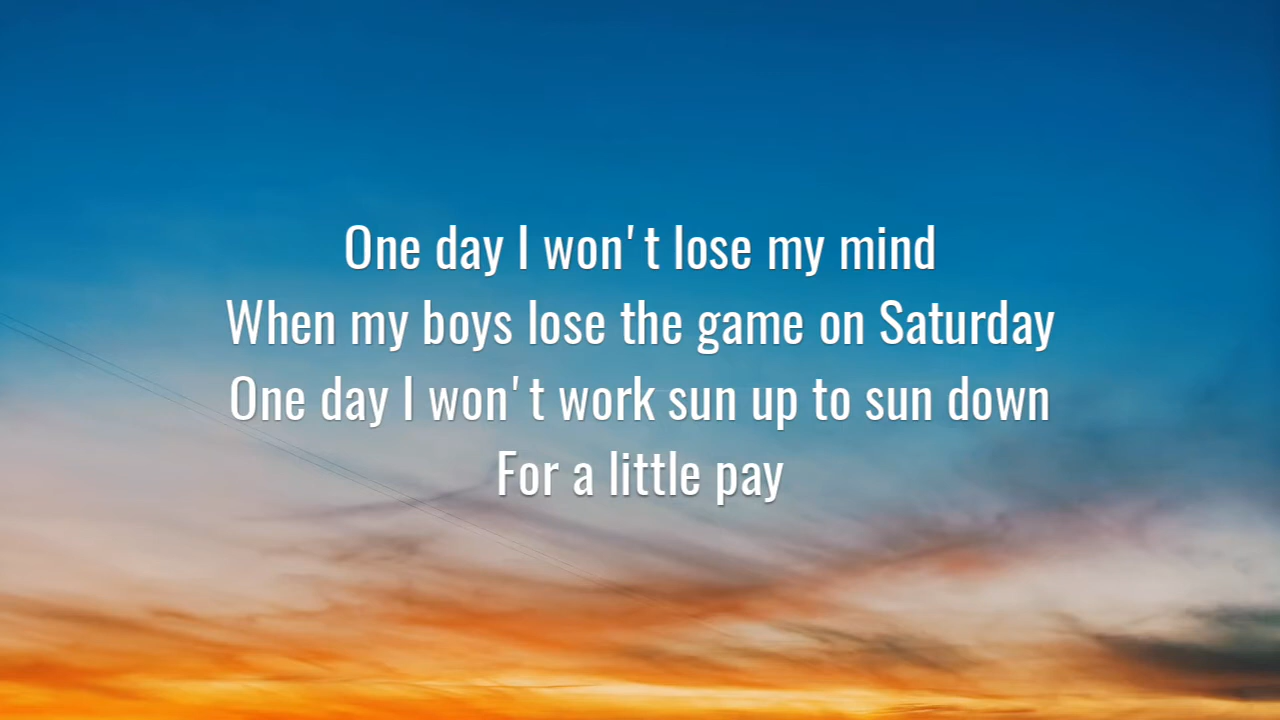 One day I won't lose my mind
When my boys lose the game on Saturday
One day I won't work sun up to sun down
For a little pay